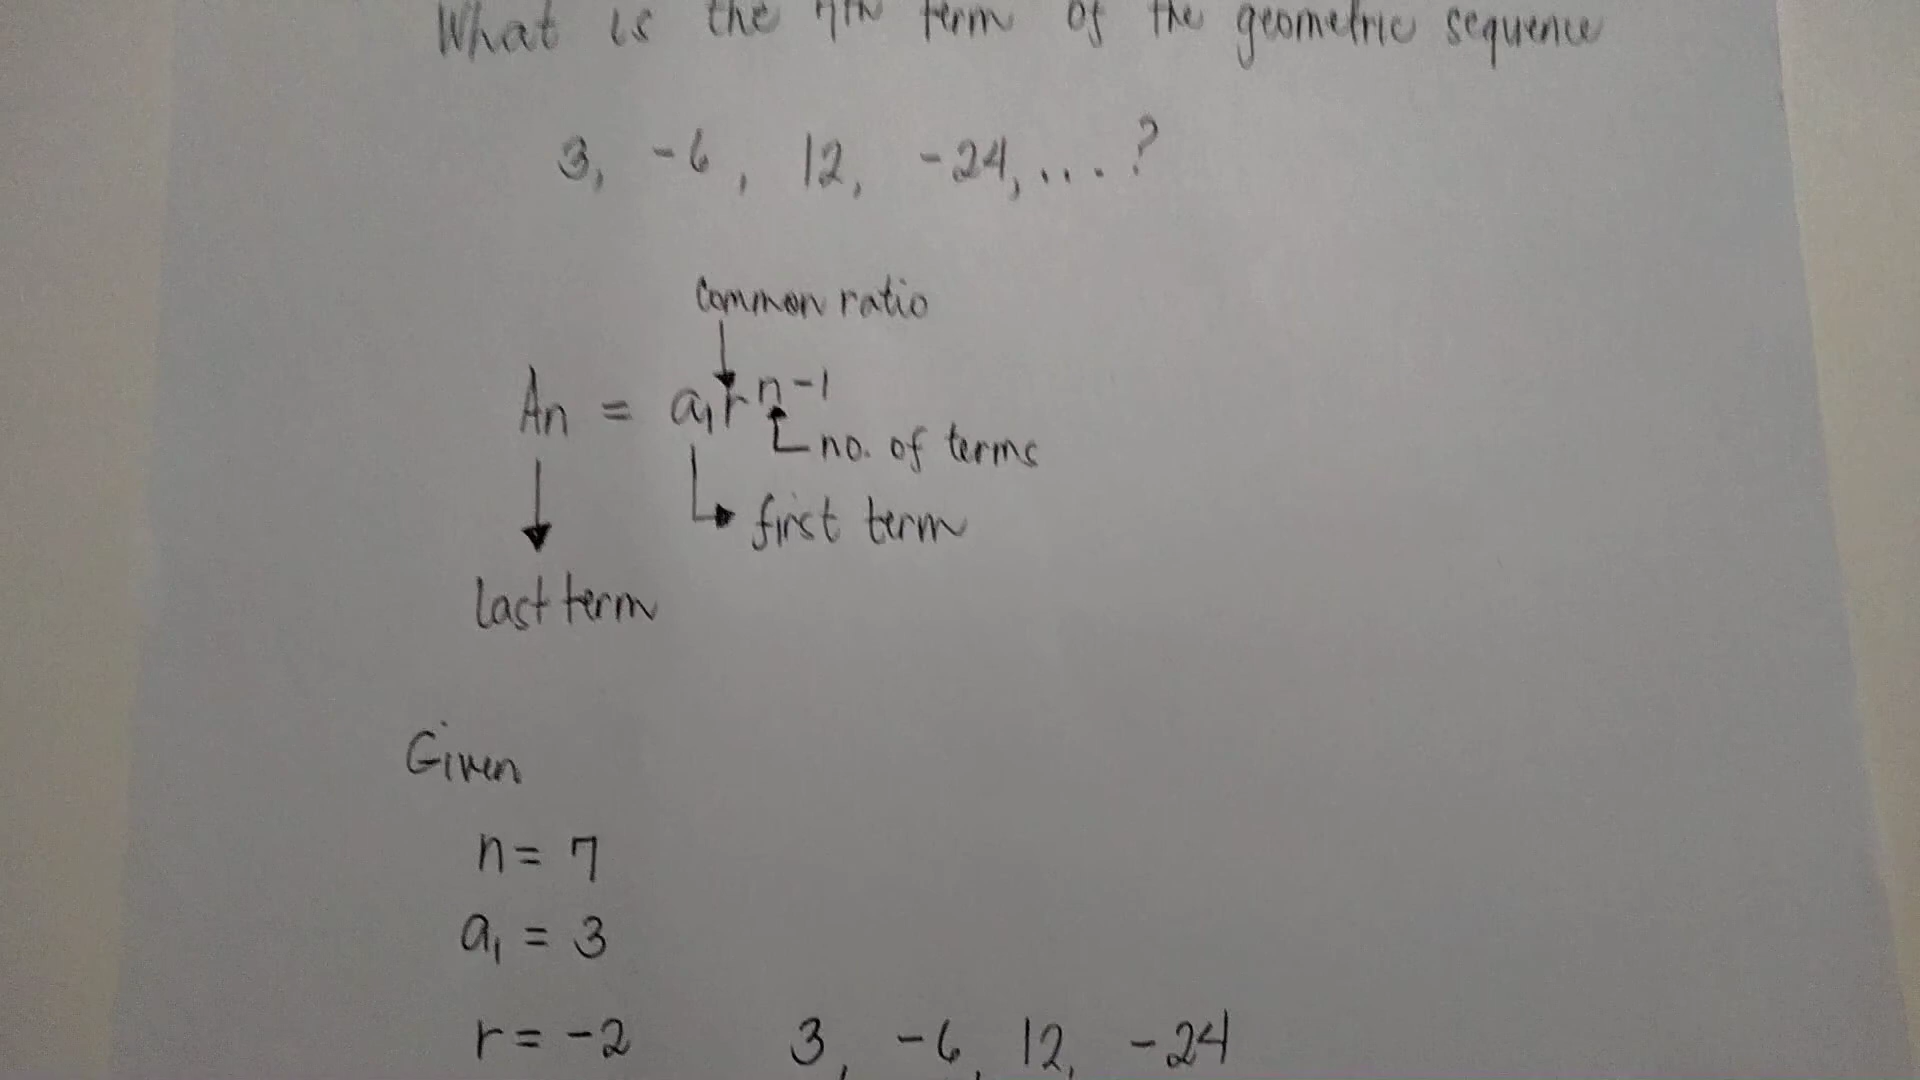 What is the 7th term of the geometric sequence
3, -6, 12, -24, ... ?
Common ratio
An = a₁rⁿ⁻¹
no. of terms
first term
last term
Given
n = 7
a₁ = 3
r = -2 3, -6, 12, -24